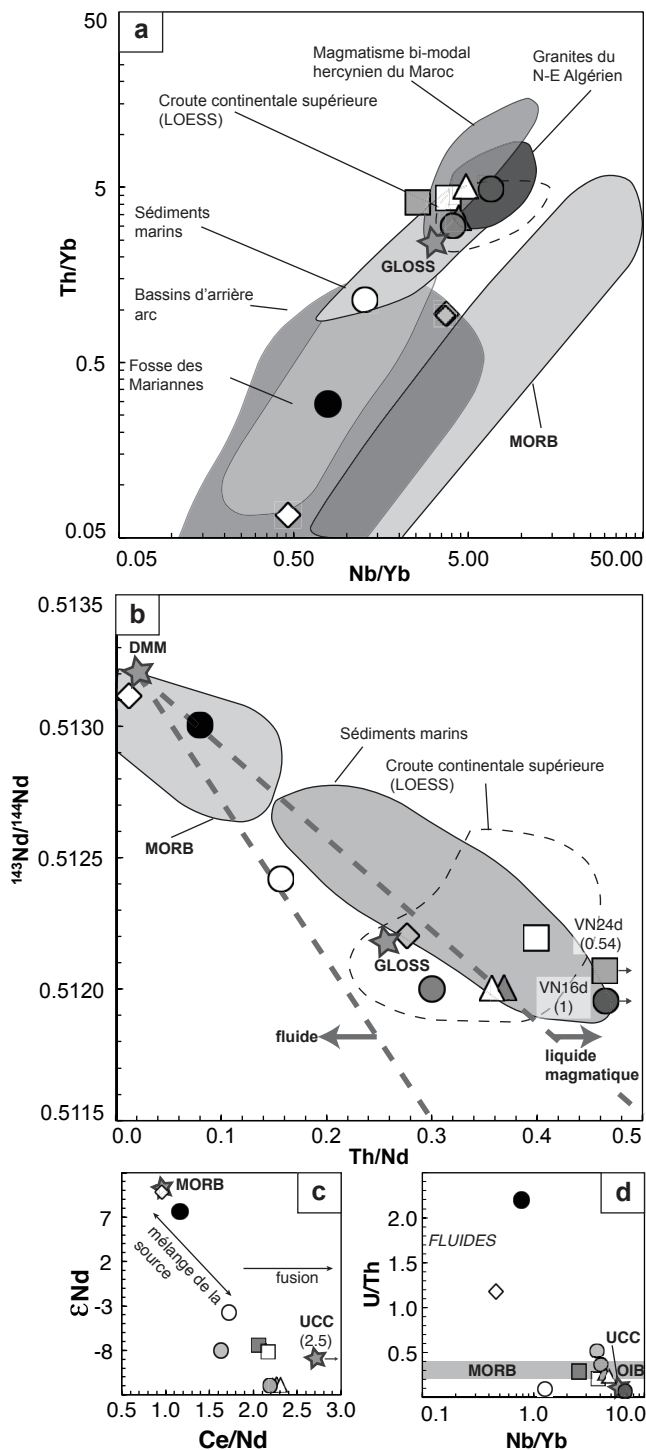 a
50
5
0.5
0.05
Th/Yb
Magmatisme bi-modal
hercynien du Maroc
Granites du
N-E Algérien
Croute continentale supérieure
(LOESS)
Sédiments
marins
GLOSS
Bassins d'arrière
arc
Fosse des
Mariannes
MORB
0.05
0.50
5.00
50.00
Nb/Yb
b
0.5135
0.5130
0.5125
0.5120
0.5115
143Nd/144Nd
DMM
Sédiments marins
Croute continentale supérieure
(LOESS)
MORB
VN24d
(0.54)
GLOSS
VN16d
(1)
fluide
liquide
magmatique
0.0
0.1
0.2
0.3
0.4
0.5
Th/Nd
c
7
2
-3
-8
εNd
MORB
mélange de la
source
fusion
UCC
(2.5)
0.5
1.0
1.5
2.0
2.5
3.0
Ce/Nd
d
2.0
1.5
1.0
0.5
U/Th
FLUIDES
UCC
MORB
OIB
0.1
1.0
10.0
Nb/Yb